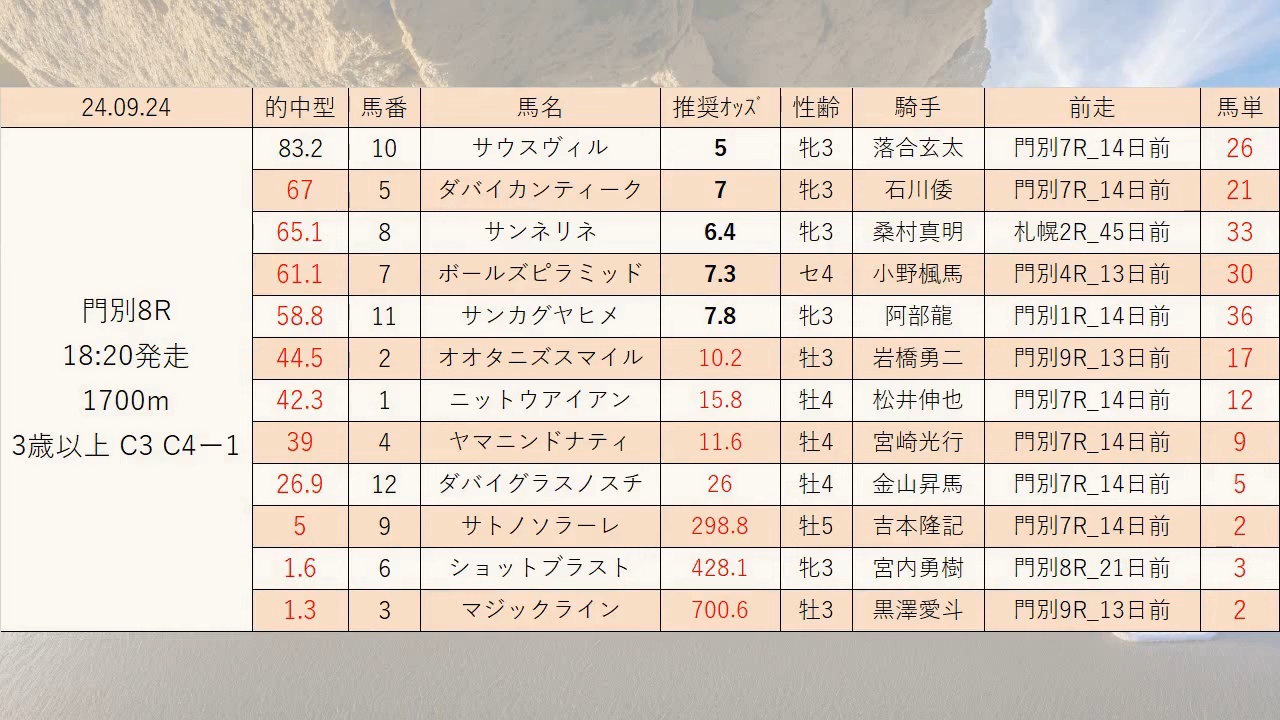 24.09.24 的中型 馬番 馬名 推奨ｵｯｽﾞ 性齢 騎手 前走 馬単
門別8R
18:20発走
1700m
3歳以上 C3 C4ー1
83.2 10 サウスヴィル 5 牝3 落合玄太 門別7R_14日前 26
67 5 ダバイカンティーク 7 牝3 石川倭 門別7R_14日前 21
65.1 8 サンネリネ 6.4 牝3 桑村真明 札幌2R_45日前 33
61.1 7 ボールズピラミッド 7.3 セ4 小野楓馬 門別4R_13日前 30
58.8 11 サンカグヤヒメ 7.8 牝3 阿部龍 門別1R_14日前 36
44.5 2 オオタニズスマイル 10.2 牡3 岩橋勇二 門別9R_13日前 17
42.3 1 ニットウアイアン 15.8 牡4 松井伸也 門別7R_14日前 12
39 4 ヤマニンドナティ 11.6 牡4 宮崎光行 門別7R_14日前 9
26.9 12 ダバイグラスノスチ 26 牡4 金山昇馬 門別7R_14日前 5
5 9 サトノソラーレ 298.8 牡5 吉本隆記 門別7R_14日前 2
1.6 6 ショットブラスト 428.1 牝3 宮内勇樹 門別8R_21日前 3
1.3 3 マジックライン 700.6 牡3 黒澤愛斗 門別9R_13日前 2